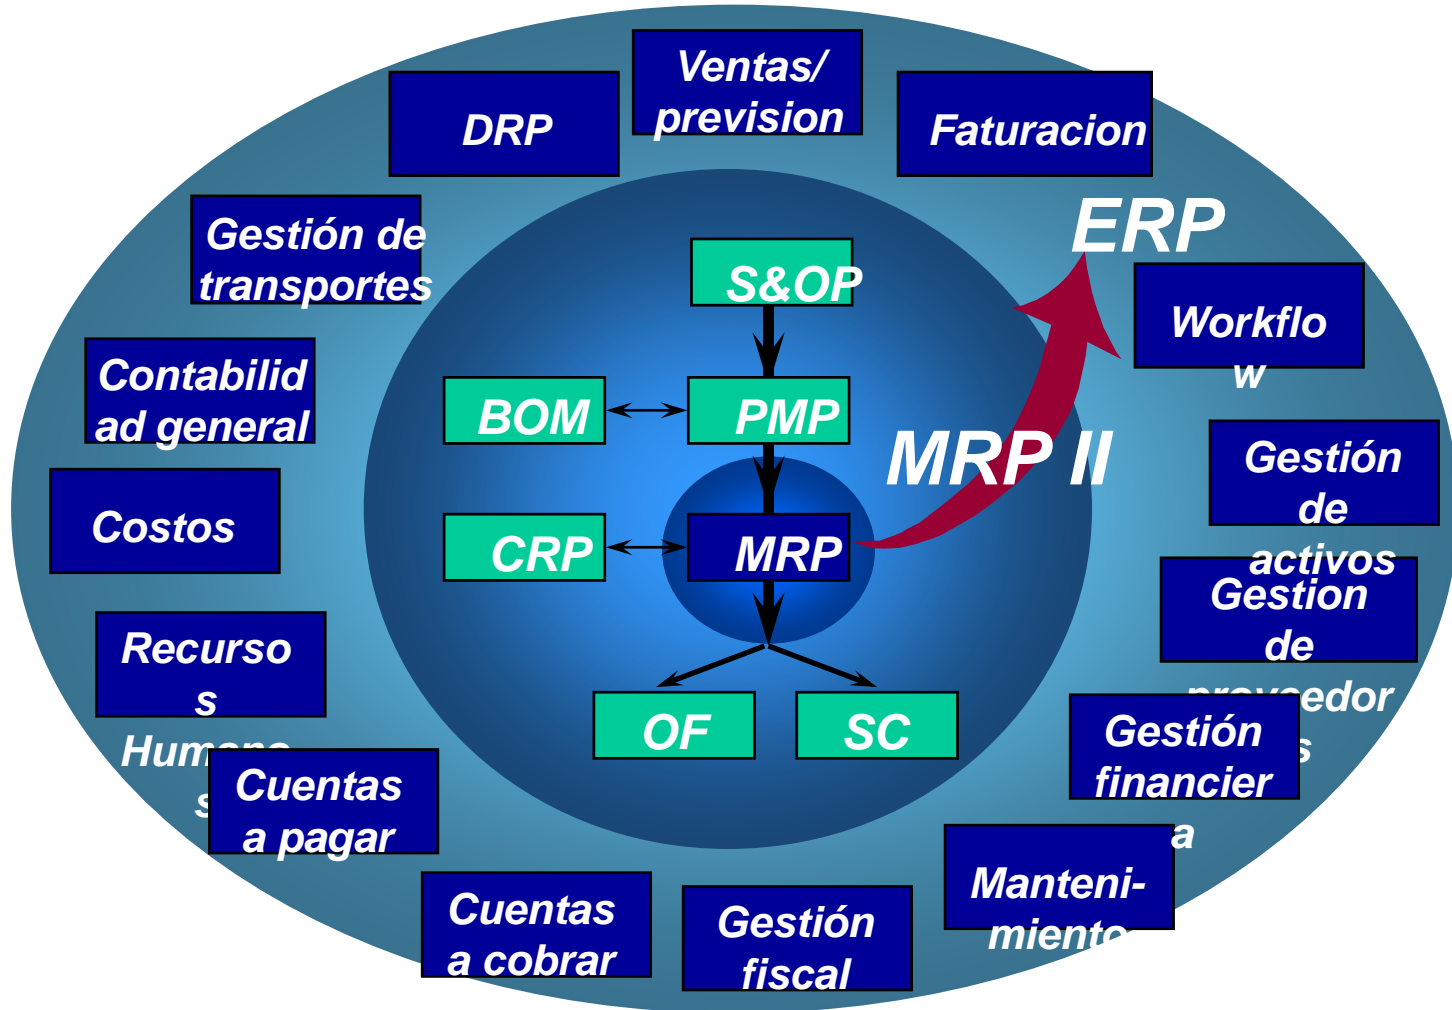 Ventas/
prevision
DRP
Faturacion
Gestión de
transportes
ERP
S&OP
Workflo
w
Contabilid
ad general
BOM
PMP
MRP II
Gestión
de
activos
Costos
CRP
MRP
Gestion
de
proveedor
s
Recurso
s
Humano
s
OF
SC
Gestión
financier
a
Cuentas
a pagar
Manteni-
miento
Cuentas
a cobrar
Gestión
fiscal